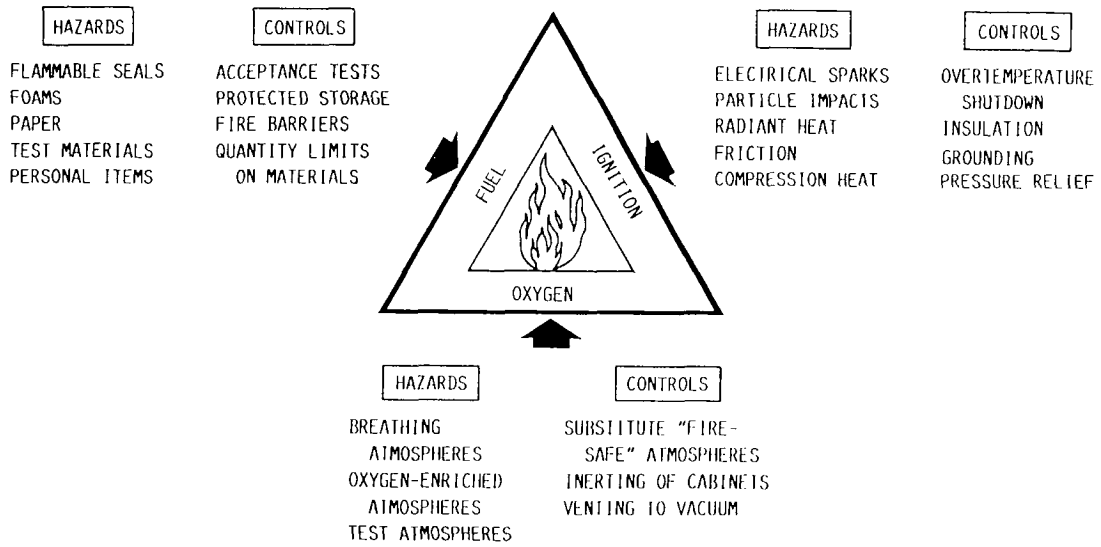 HAZARDS
FLAMMABLE SEALS
FOAMS
PAPER
TEST MATERIALS
PERSONAL ITEMS
CONTROLS
ACCEPTANCE TESTS
PROTECTED STORAGE
FIRE BARRIERS
QUANTITY LIMITS
ON MATERIALS
FUEL
IGNITION
OXYGEN
HAZARDS
ELECTRICAL SPARKS
PARTICLE IMPACTS
RADIANT HEAT
FRICTION
COMPRESSION HEAT
CONTROLS
OVERTEMPERATURE
SHUTDOWN
INSULATION
GROUNDING
PRESSURE RELIEF
HAZARDS
BREATHING
ATMOSPHERES
OXYGEN-ENRICHED
ATMOSPHERES
TEST ATMOSPHERES
CONTROLS
SUBSTITUTE "FIRE-
SAFE" ATMOSPHERES
INERTING OF CABINETS
VENTING TO VACUUM